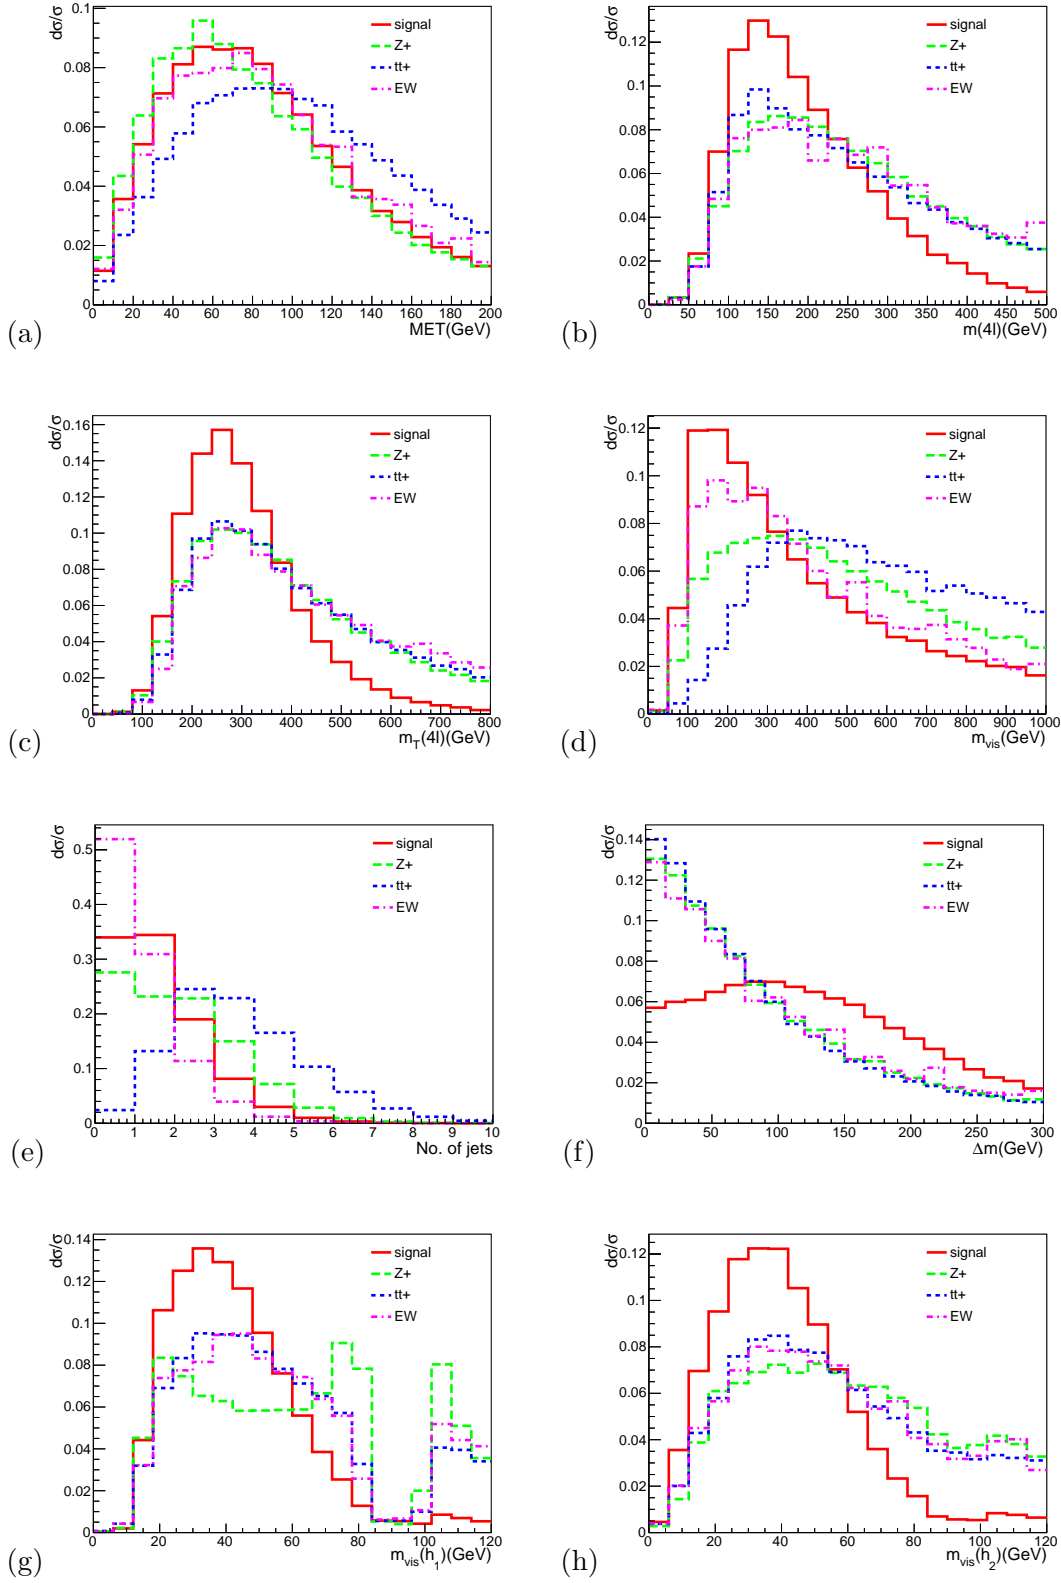 dσ/σ
0.1
0.08
0.06
0.04
0.02
0
0 20 40 60 80 100 120 140 160 180 200
MET(GeV)
signal
Z+
tt+
EW
(a)
dσ/σ
0.12
0.1
0.08
0.06
0.04
0.02
0.00
0 50 100 150 200 250 300 350 400 450 500
m(4l)(GeV)
signal
Z+
tt+
EW
(b)
dσ/σ
0.16
0.14
0.12
0.1
0.08
0.06
0.04
0.02
0
0 100 200 300 400 500 600 700 800
m_T(4l)(GeV)
signal
Z+
tt+
EW
(c)
dσ/σ
0.12
0.1
0.08
0.06
0.04
0.02
0
0 100 200 300 400 500 600 700 800 900 1000
m_vis(GeV)
signal
Z+
tt+
EW
(d)
dσ/σ
0.5
0.4
0.3
0.2
0.1
0
0 1 2 3 4 5 6 7 8 9 10
No. of jets
signal
Z+
tt+
EW
(e)
dσ/σ
0.14
0.12
0.1
0.08
0.06
0.04
0.02
0 50 100 150 200 250 300
Δm(GeV)
signal
Z+
tt+
EW
(f)
dσ/σ
0.14
0.12
0.1
0.08
0.06
0.04
0.02
0
0 20 40 60 80 100 120
m_vis(h_1)(GeV)
signal
Z+
tt+
EW
(g)
dσ/σ
0.12
0.1
0.08
0.06
0.04
0.02
0
0 20 40 60 80 100 120
m_vis(h_2)(GeV)
signal
Z+
tt+
EW
(h)